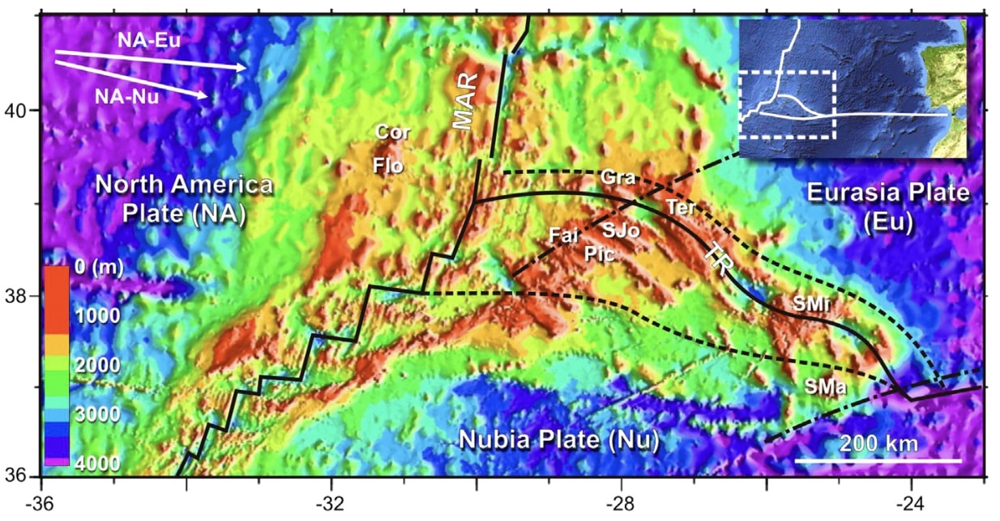 NA-Eu
NA-Nu
MAR
40
Cor
Flo
North America
Plate (NA)
Gra
Ter
Eurasia Plate
(Eu)
Fai
SJo
Pic
TR
0 (m)
1000
2000
3000
4000
38
SMi
SMa
Nubia Plate (Nu)
200 km
36
-36
-32
-28
-24